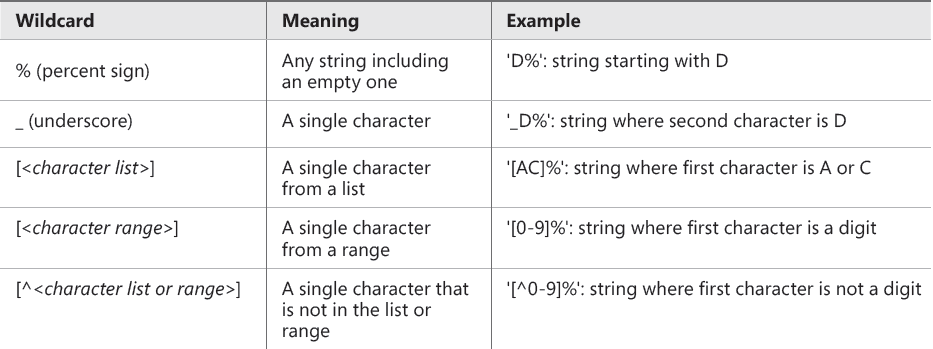 Wildcard Meaning Example
% (percent sign) Any string including an empty one 'D%': string starting with D
_ (underscore) A single character '_D%': string where second character is D
[<character list>] A single character from a list '[AC]%': string where first character is A or C
[<character range>] A single character from a range '[0-9]%': string where first character is a digit
[^<character list or range>] A single character that is not in the list or range '[^0-9]%': string where first character is not a digit